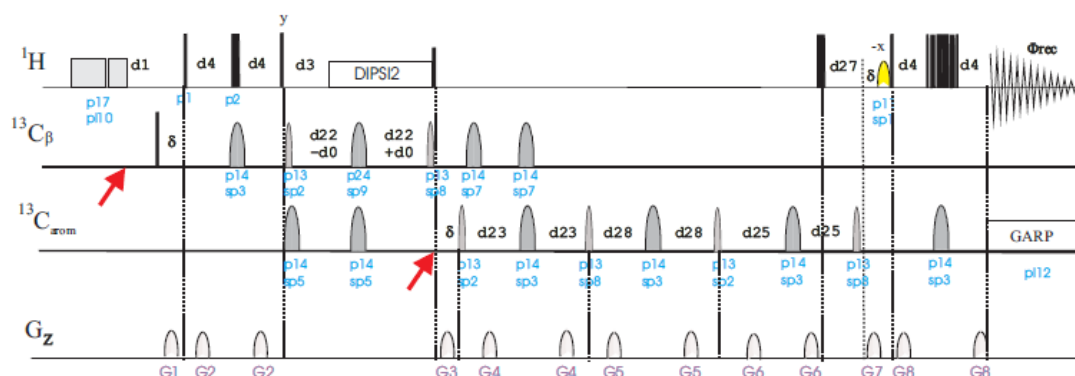 y
-x
Φrec
¹H
d1 d4 d4 d3 DIPSI2 d27 δ d4 d4
p17 p1 p2 p1
pl10 sp1
¹³Cβ
δ d22 d22
-d0 +d0
p14 p13 p24 p13 p14 p14
sp3 sp2 sp9 sp8 sp7 sp7
¹³Carom
δ d23 d23 d28 d28 d25 d25 GARP
p14 p14 p13 p14 p13 p14 p13 p14 p13 p14 pl12
sp5 sp5 sp2 sp3 sp8 sp3 sp2 sp3 sp8 sp3
Gz
G1 G2 G2 G3 G4 G4 G5 G5 G6 G6 G7 G8 G8